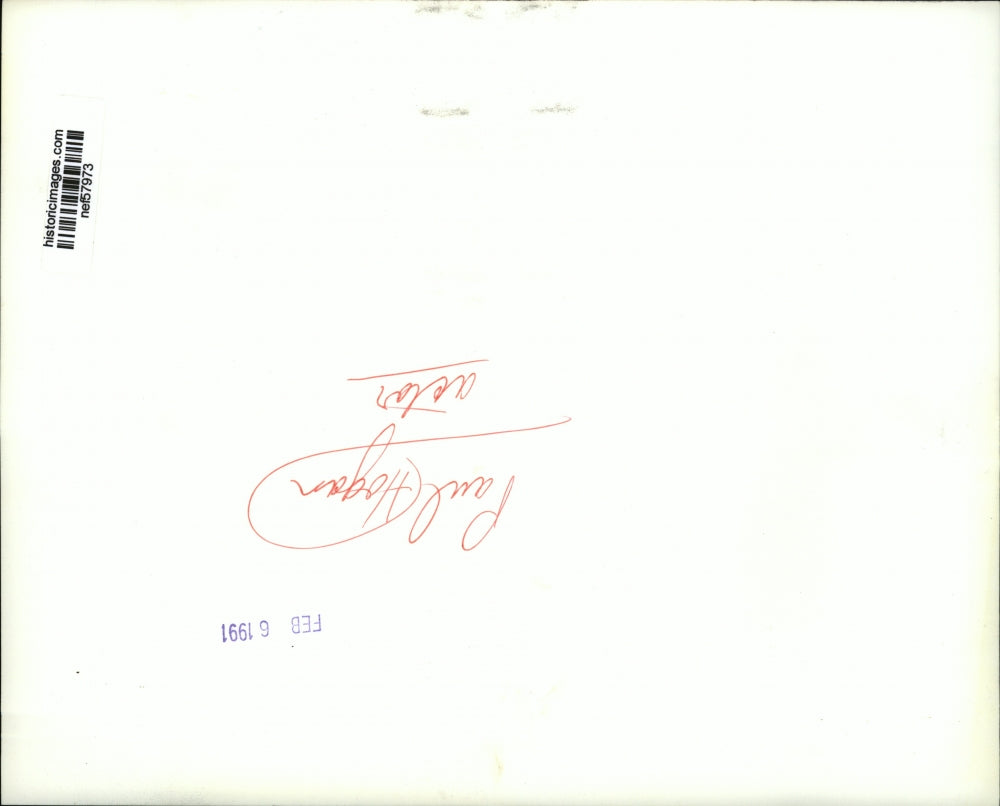 historicimages.com
nef57973
FEB 6 1991
Paul Hogan
actor